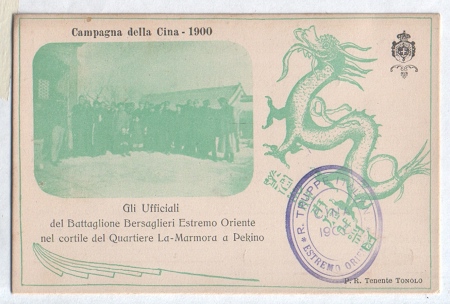 Campagna della Cina - 1900
Gli Ufficiali
del Battaglione Bersaglieri Estremo Oriente
nel cortile del Quartiere La-Marmora a Pekino
R. TRUPPE
ESTREMO ORIENTE
P. R. Tenente TONOLO